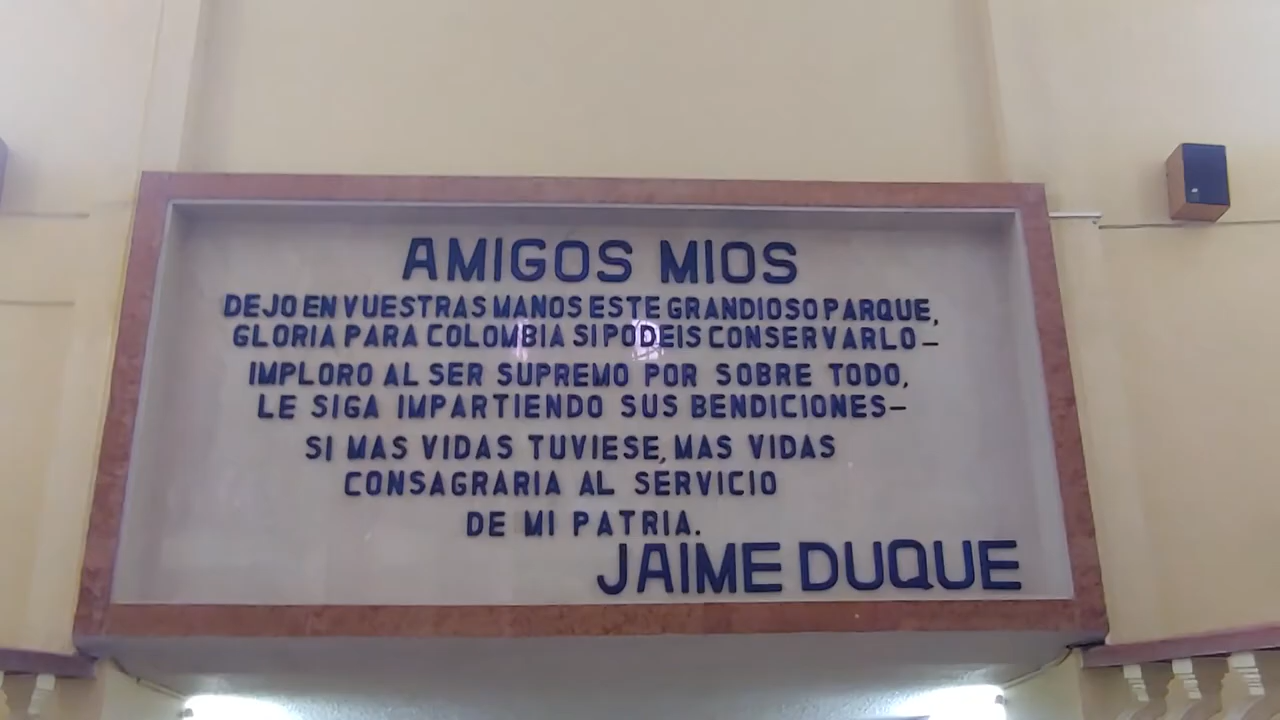 AMIGOS MIOS
DEJO EN VUESTRAS MANOS ESTE GRANDIOSO PARQUE,
GLORIA PARA COLOMBIA SI PODEIS CONSERVARLO-
IMPLORO AL SER SUPREMO POR SOBRE TODO,
LE SIGA IMPARTIENDO SUS BENDICIONES-
SI MAS VIDAS TUVIESE, MAS VIDAS
CONSAGRARIA AL SERVICIO
DE MI PATRIA.
JAIME DUQUE